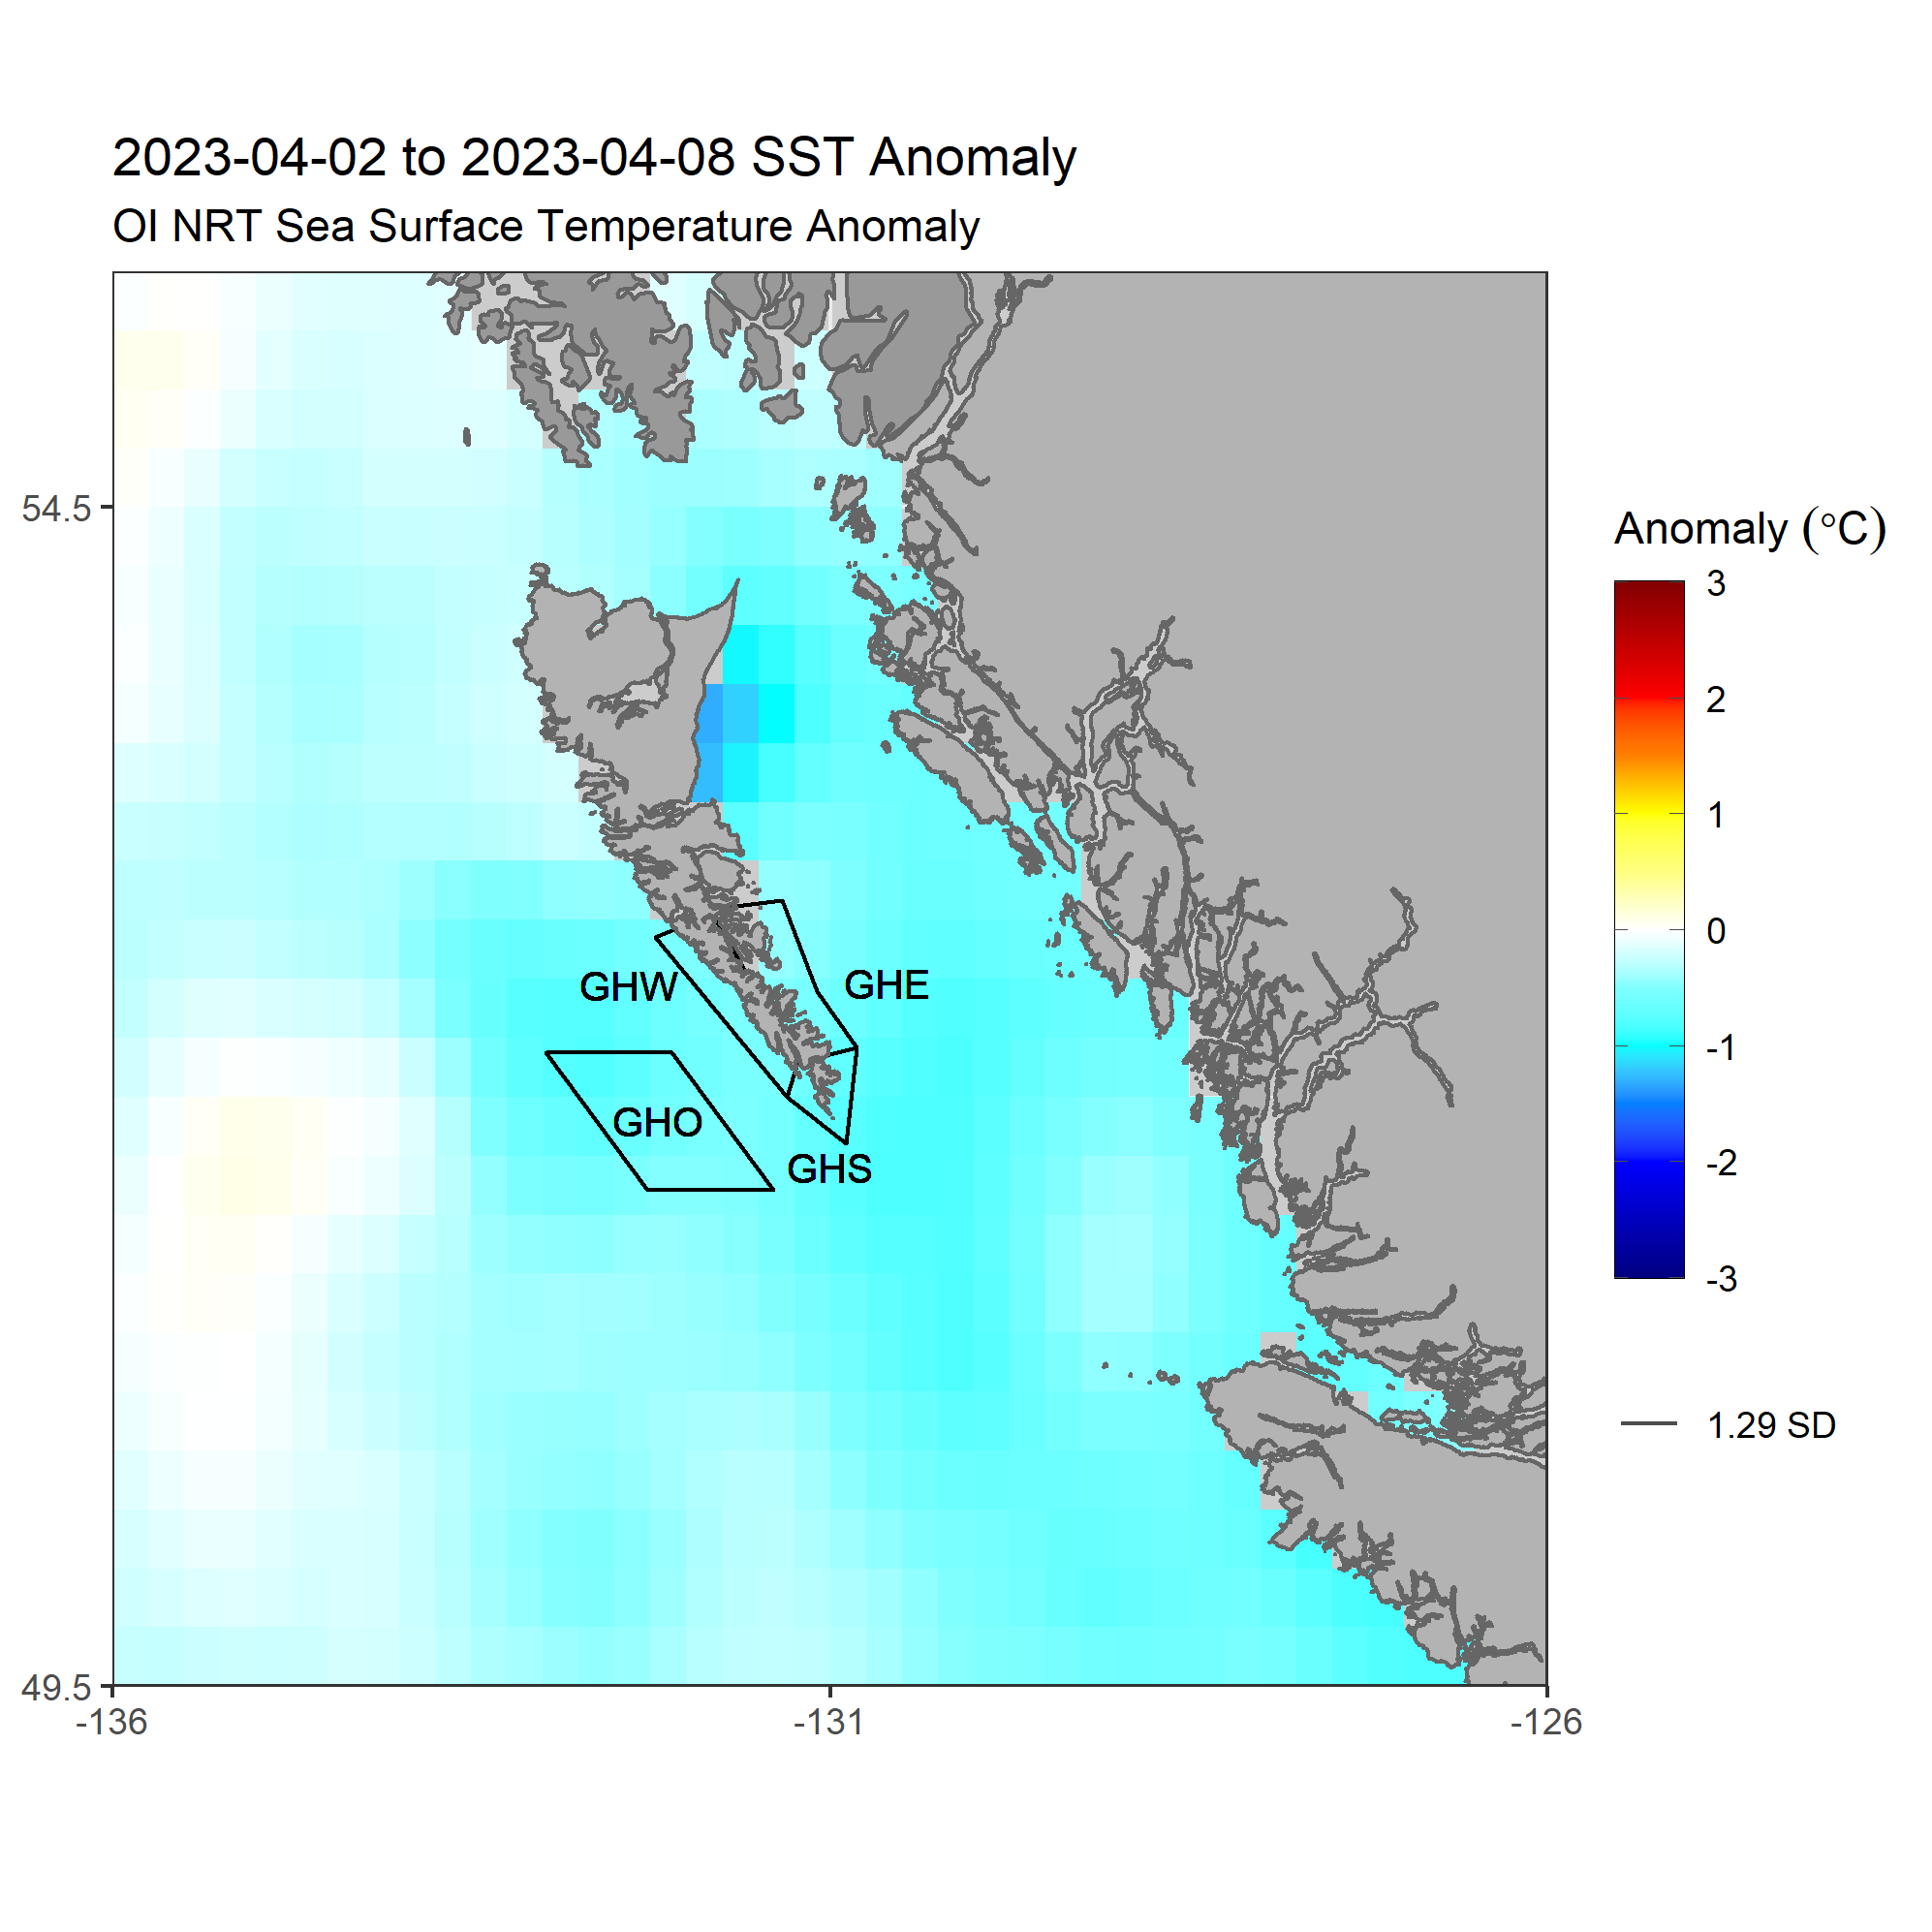 2023-04-02 to 2023-04-08 SST Anomaly
OI NRT Sea Surface Temperature Anomaly
54.5
49.5
-136
-131
-126
GHW
GHE
GHO
GHS
Anomaly (°C)
3
2
1
0
-1
-2
-3
1.29 SD